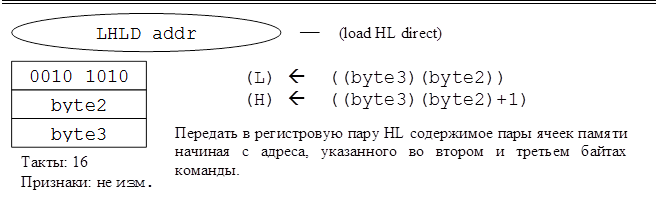 LHLD addr — (load HL direct)
0010 1010
byte2
byte3
Такты: 16
Признаки: не изм.
(L) ← ((byte3)(byte2))
(H) ← ((byte3)(byte2)+1)
Передать в регистровую пару HL содержимое пары ячеек памяти
начиная с адреса, указанного во втором и третьем байтах
команды.